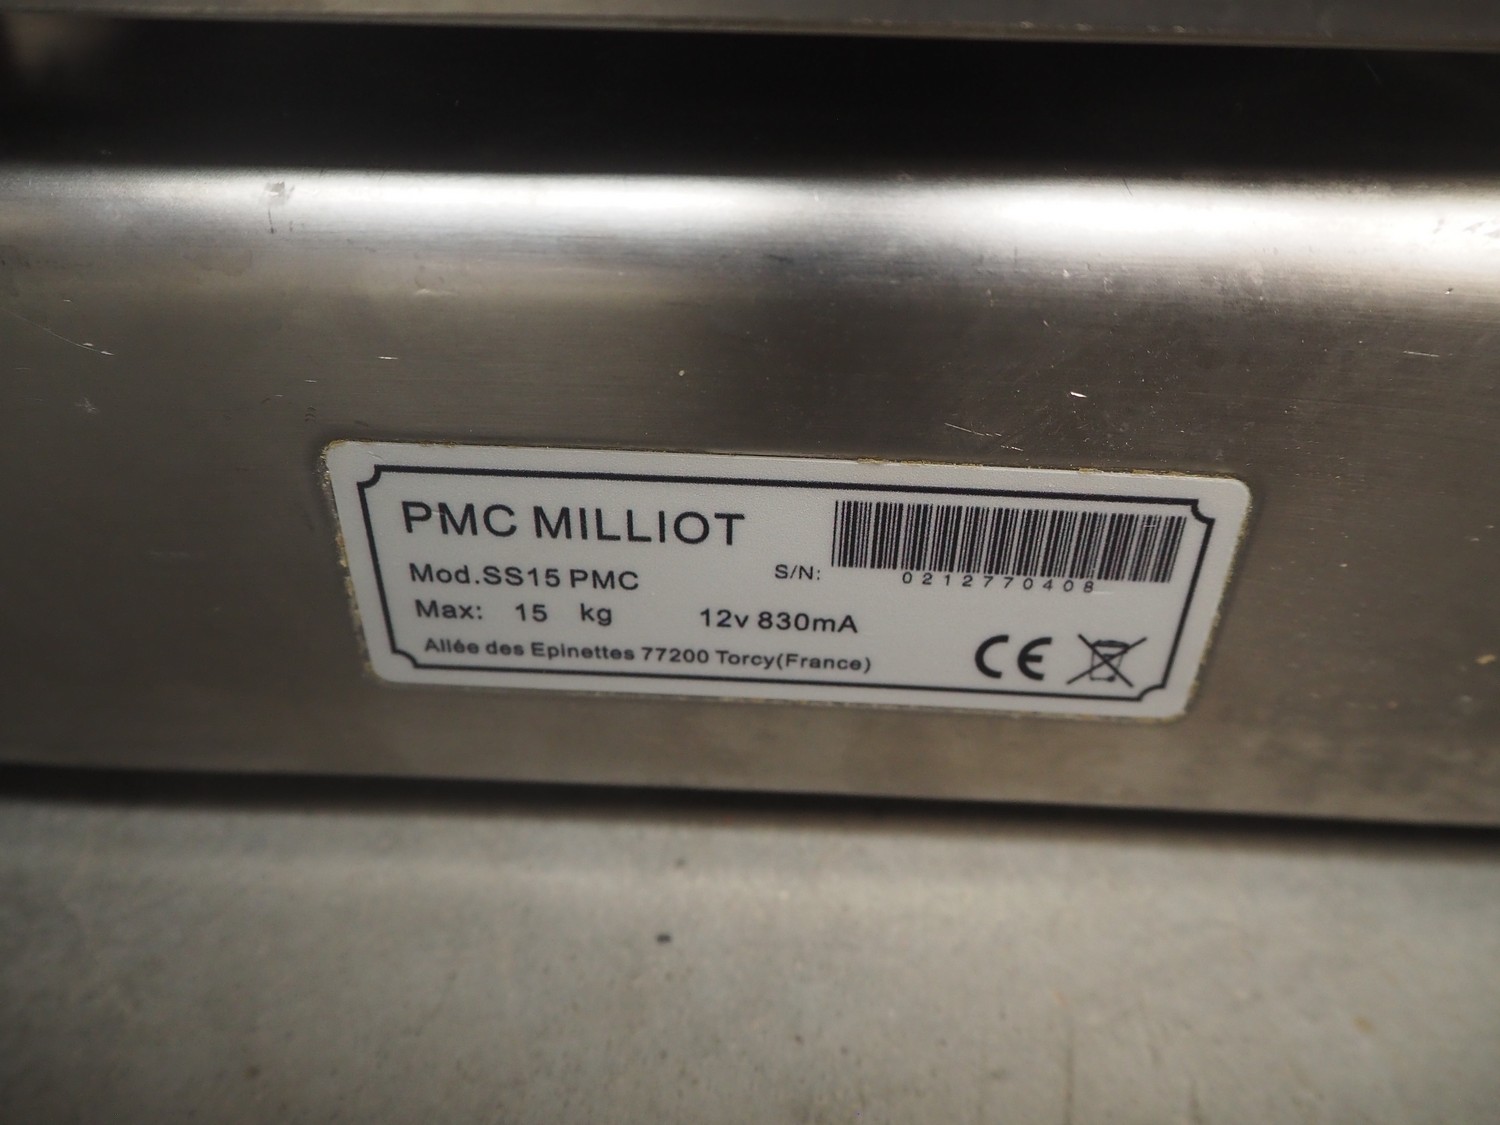 PMC MILLIOT
Mod.SS15 PMC
S/N:
0212770408
Max: 15 kg 12v 830mA
Allée des Epinettes 77200 Torcy(France)
CE